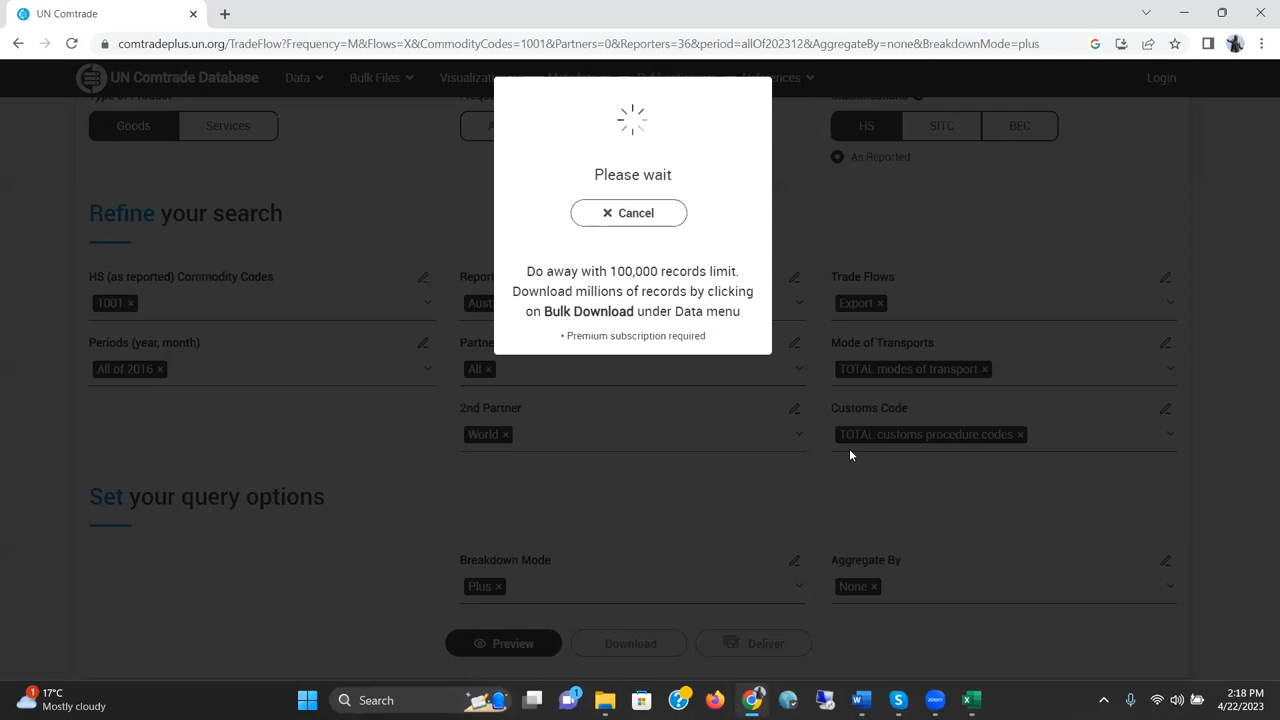 UN Comtrade
comtradeplus.un.org/TradeFlow?Frequency=M&Flows=X&CommodityCodes=1001&Partners=0&Reporters=36&period=allOf202312&AggregateBy=none&BreakdownMode=plus
UN Comtrade Database Data Bulk Files Login
Goods Services HS SITC BEC
As Reported
Please wait
Cancel
Do away with 100,000 records limit.
Download millions of records by clicking
on Bulk Download under Data menu
• Premium subscription required
Refine your search
HS (as reported) Commodity Codes Trade Flows
1001 Export
Periods (year, month) Mode of Transports
All of 2016 All TOTAL modes of transport
2nd Partner Customs Code
World TOTAL customs procedure codes
Set your query options
Breakdown Mode Aggregate By
Plus None
Preview Download Deliver
1 17°C
Mostly cloudy
Search
1
2
zoom
2:18 PM
4/22/2023